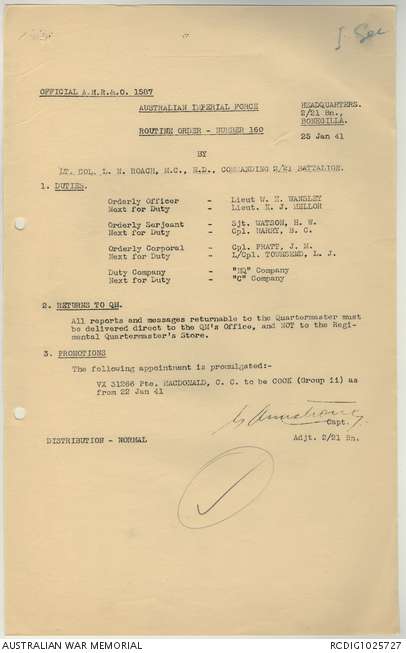 I Sec
OFFICIAL A.M.R.& O. 1587
AUSTRALIAN IMPERIAL FORCE
HEADQUARTERS.
2/21 Bn.,
BONEGILLA.
ROUTINE ORDER - NUMBER 160
25 Jan 41
BY
LT. COL. L. N. ROACH, M.C., E.D., COMMANDING 2/21 BATTALION.
1. DUTIES.
Orderly Officer - Lieut W. E. WANSLEY
Next for Duty - Lieut. K. J. MELLOR
Orderly Serjeant - Sjt. WATSON, H. W.
Next for Duty - Cpl. HARRY, B. C.
Orderly Corporal - Cpl. PRATT, J. M.
Next for Duty - L/Cpl. TOWNSEND, L. J.
Duty Company - "HQ" Company
Next for Duty - "C" Company
2. RETURNS TO QM.
All reports and messages returnable to the Quartermaster must
be delivered direct to the QM's Office, and NOT to the Regi-
mental Quartermaster's Store.
3. PROMOTIONS
The following appointment is promulgated:-
VX 31266 Pte. MACDONALD, C. C. to be COOK (Group 11) as
from 22 Jan 41
Armstrong
Capt.
DISTRIBUTION - NORMAL
Adjt. 2/21 Bn.
AUSTRALIAN WAR MEMORIAL
RCDIG1025727